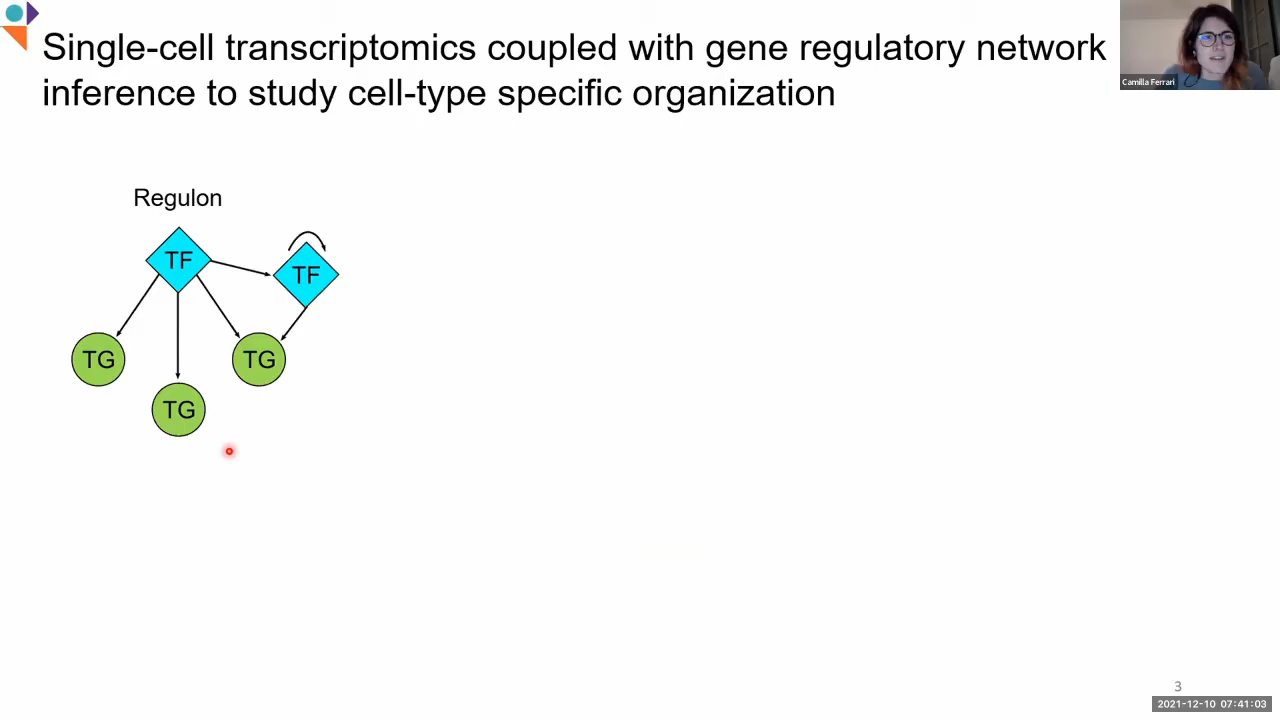 Single-cell transcriptomics coupled with gene regulatory network
inference to study cell-type specific organization
Camilla Ferrari
Regulon
TF
TF
TG
TG
TG
3
2021-12-10 07:41:03